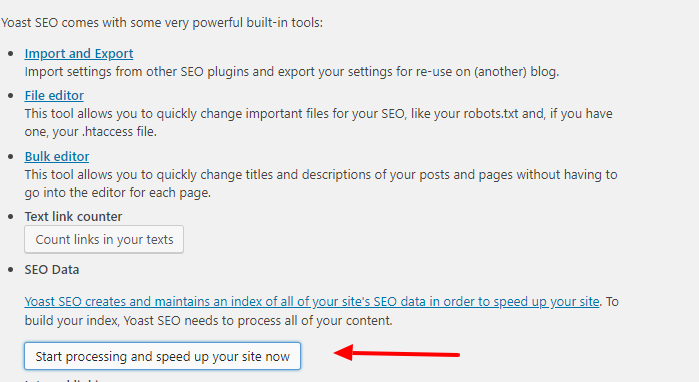 Yoast SEO comes with some very powerful built-in tools:
Import and Export
Import settings from other SEO plugins and export your settings for re-use on (another) blog.
File editor
This tool allows you to quickly change important files for your SEO, like your robots.txt and, if you have
one, your .htaccess file.
Bulk editor
This tool allows you to quickly change titles and descriptions of your posts and pages without having to
go into the editor for each page.
Text link counter
Count links in your texts
SEO Data
Yoast SEO creates and maintains an index of all of your site's SEO data in order to speed up your site. To
build your index, Yoast SEO needs to process all of your content.
Start processing and speed up your site now